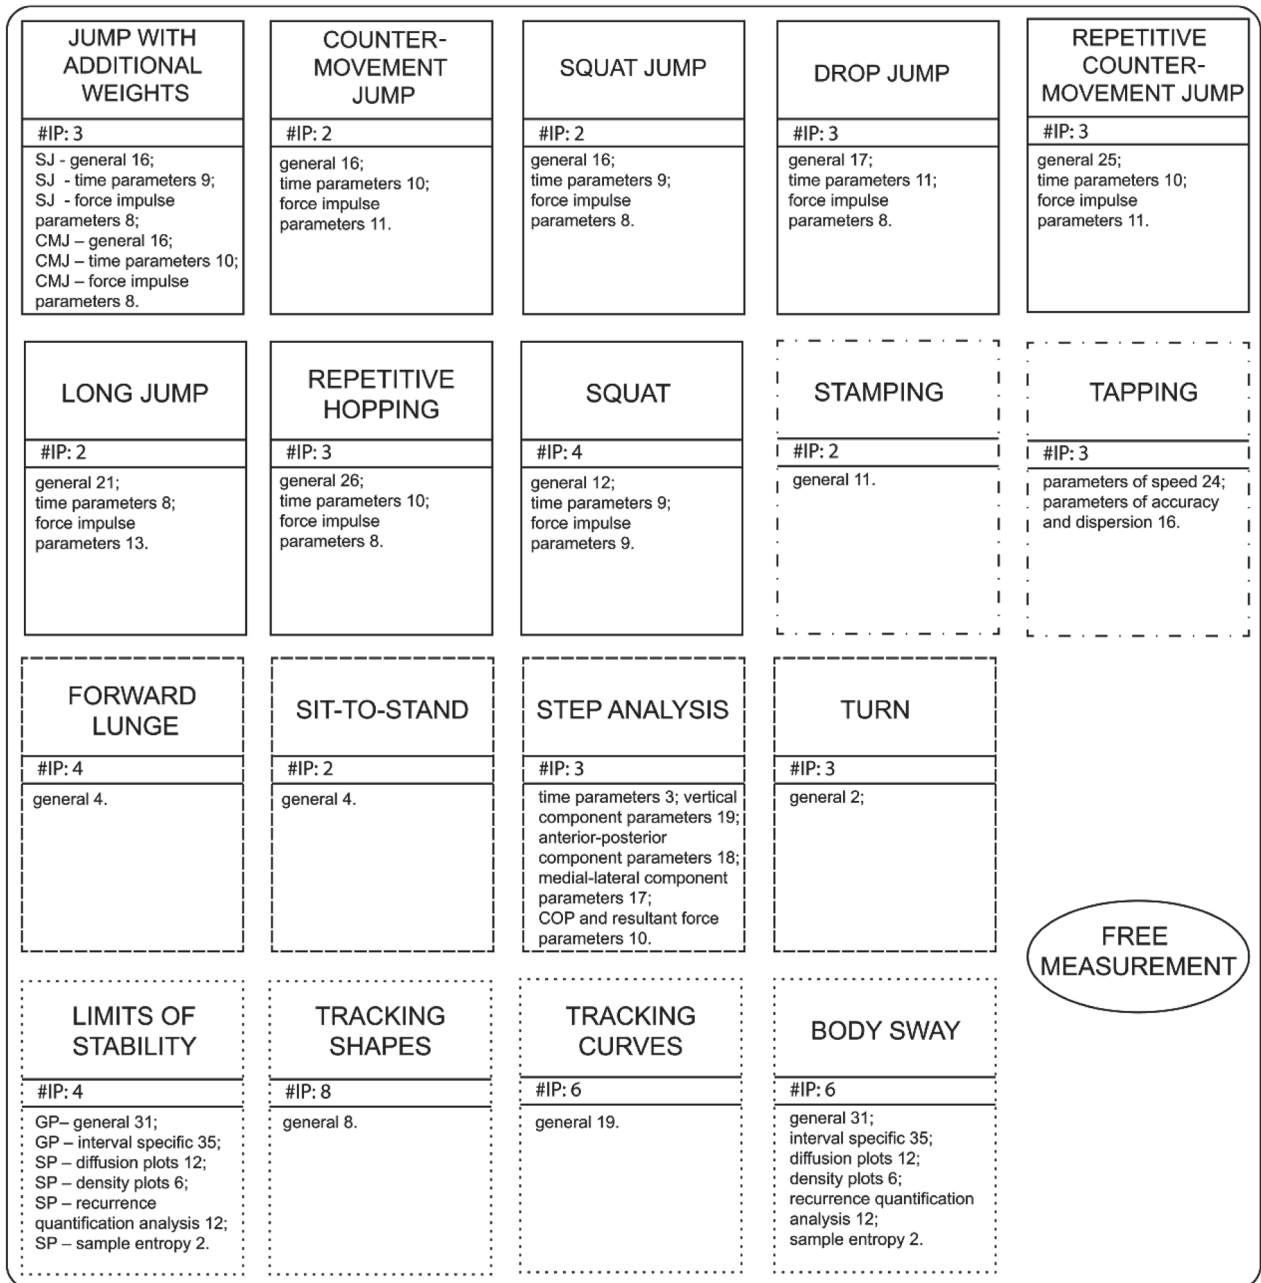 JUMP WITH
ADDITIONAL
WEIGHTS
#IP: 3
SJ - general 16;
SJ - time parameters 9;
SJ - force impulse
parameters 8;
CMJ – general 16;
CMJ – time parameters 10;
CMJ – force impulse
parameters 8.
COUNTER-
MOVEMENT
JUMP
#IP: 2
general 16;
time parameters 10;
force impulse
parameters 11.
SQUAT JUMP
#IP: 2
general 16;
time parameters 9;
force impulse
parameters 8.
DROP JUMP
#IP: 3
general 17;
time parameters 11;
force impulse
parameters 8.
REPETITIVE
COUNTER-
MOVEMENT JUMP
#IP: 3
general 25;
time parameters 10;
force impulse
parameters 11.
LONG JUMP
#IP: 2
general 21;
time parameters 8;
force impulse
parameters 13.
REPETITIVE
HOPPING
#IP: 3
general 26;
time parameters 10;
force impulse
parameters 8.
SQUAT
#IP: 4
general 12;
time parameters 9;
force impulse
parameters 9.
STAMPING
#IP: 2
general 11.
TAPPING
#IP: 3
parameters of speed 24;
parameters of accuracy
and dispersion 16.
FORWARD
LUNGE
#IP: 4
general 4.
SIT-TO-STAND
#IP: 2
general 4.
STEP ANALYSIS
#IP: 3
time parameters 3; vertical
component parameters 19;
anterior-posterior
component parameters 18;
medial-lateral component
parameters 17;
COP and resultant force
parameters 10.
TURN
#IP: 3
general 2;
FREE
MEASUREMENT
LIMITS OF
STABILITY
#IP: 4
GP– general 31;
GP – interval specific 35;
SP – diffusion plots 12;
SP – density plots 6;
SP – recurrence
quantification analysis 12;
SP – sample entropy 2.
TRACKING
SHAPES
#IP: 8
general 8.
TRACKING
CURVES
#IP: 6
general 19.
BODY SWAY
#IP: 6
general 31;
interval specific 35;
diffusion plots 12;
density plots 6;
recurrence quantification
analysis 12;
sample entropy 2.